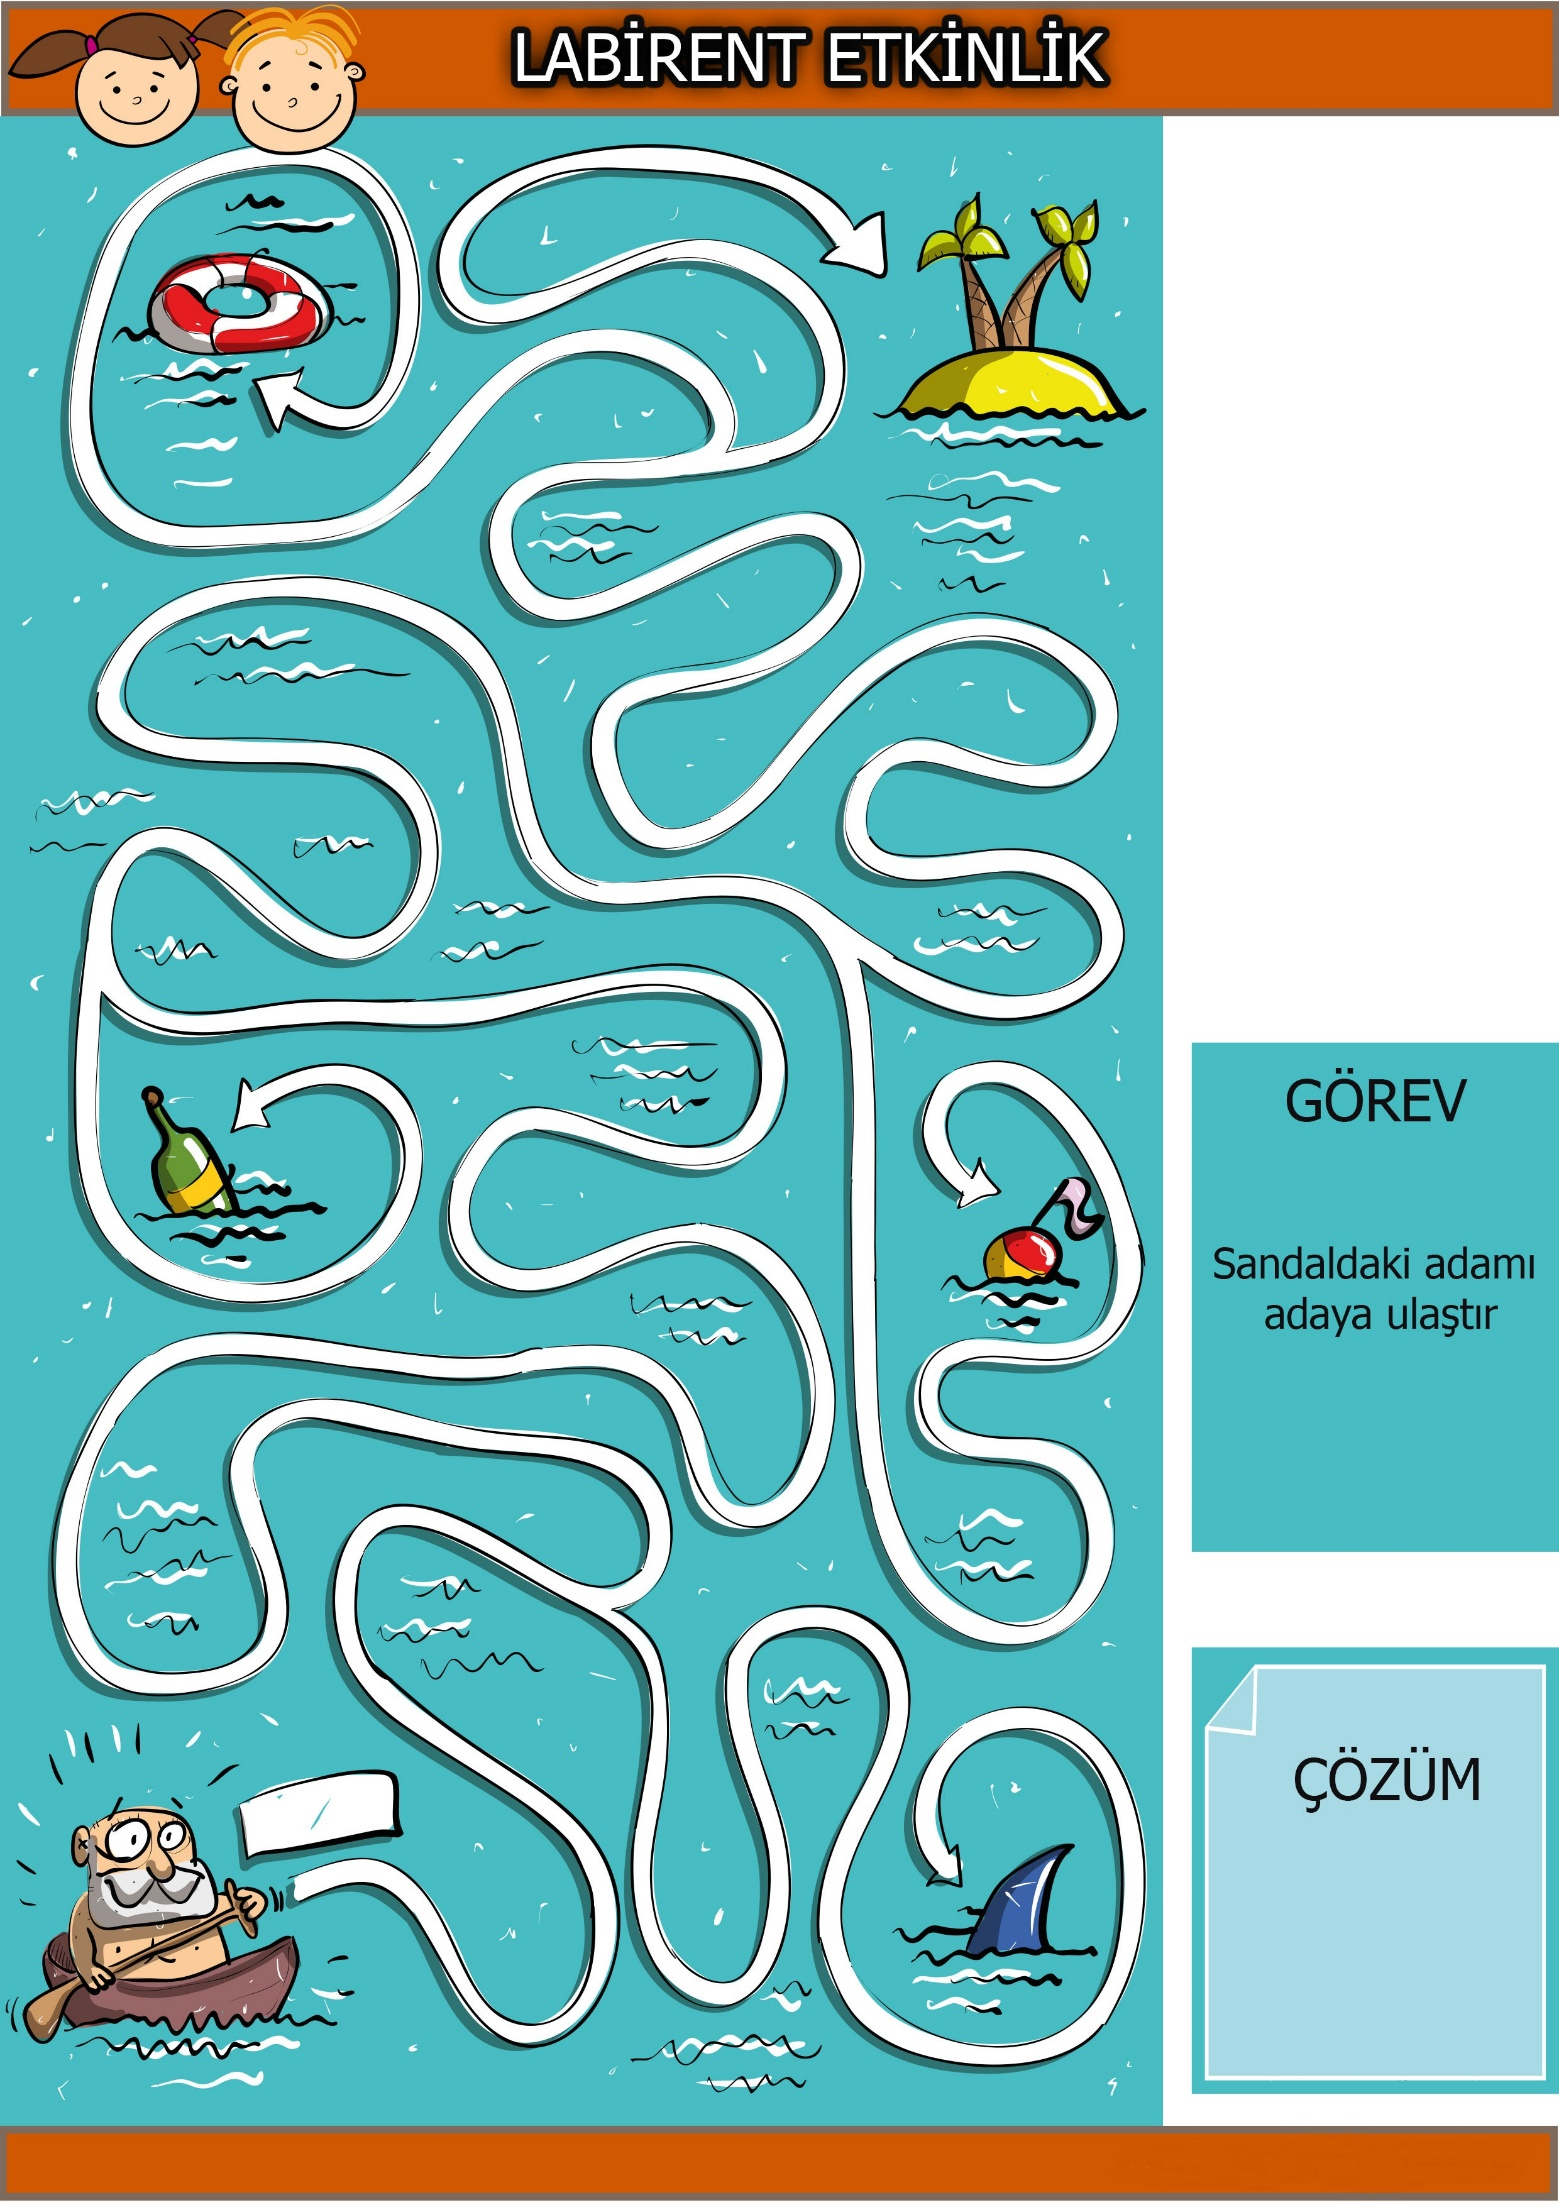 LABİRENT ETKİNLİK
GÖREV
Sandaldaki adamı
adaya ulaştır
ÇÖZÜM